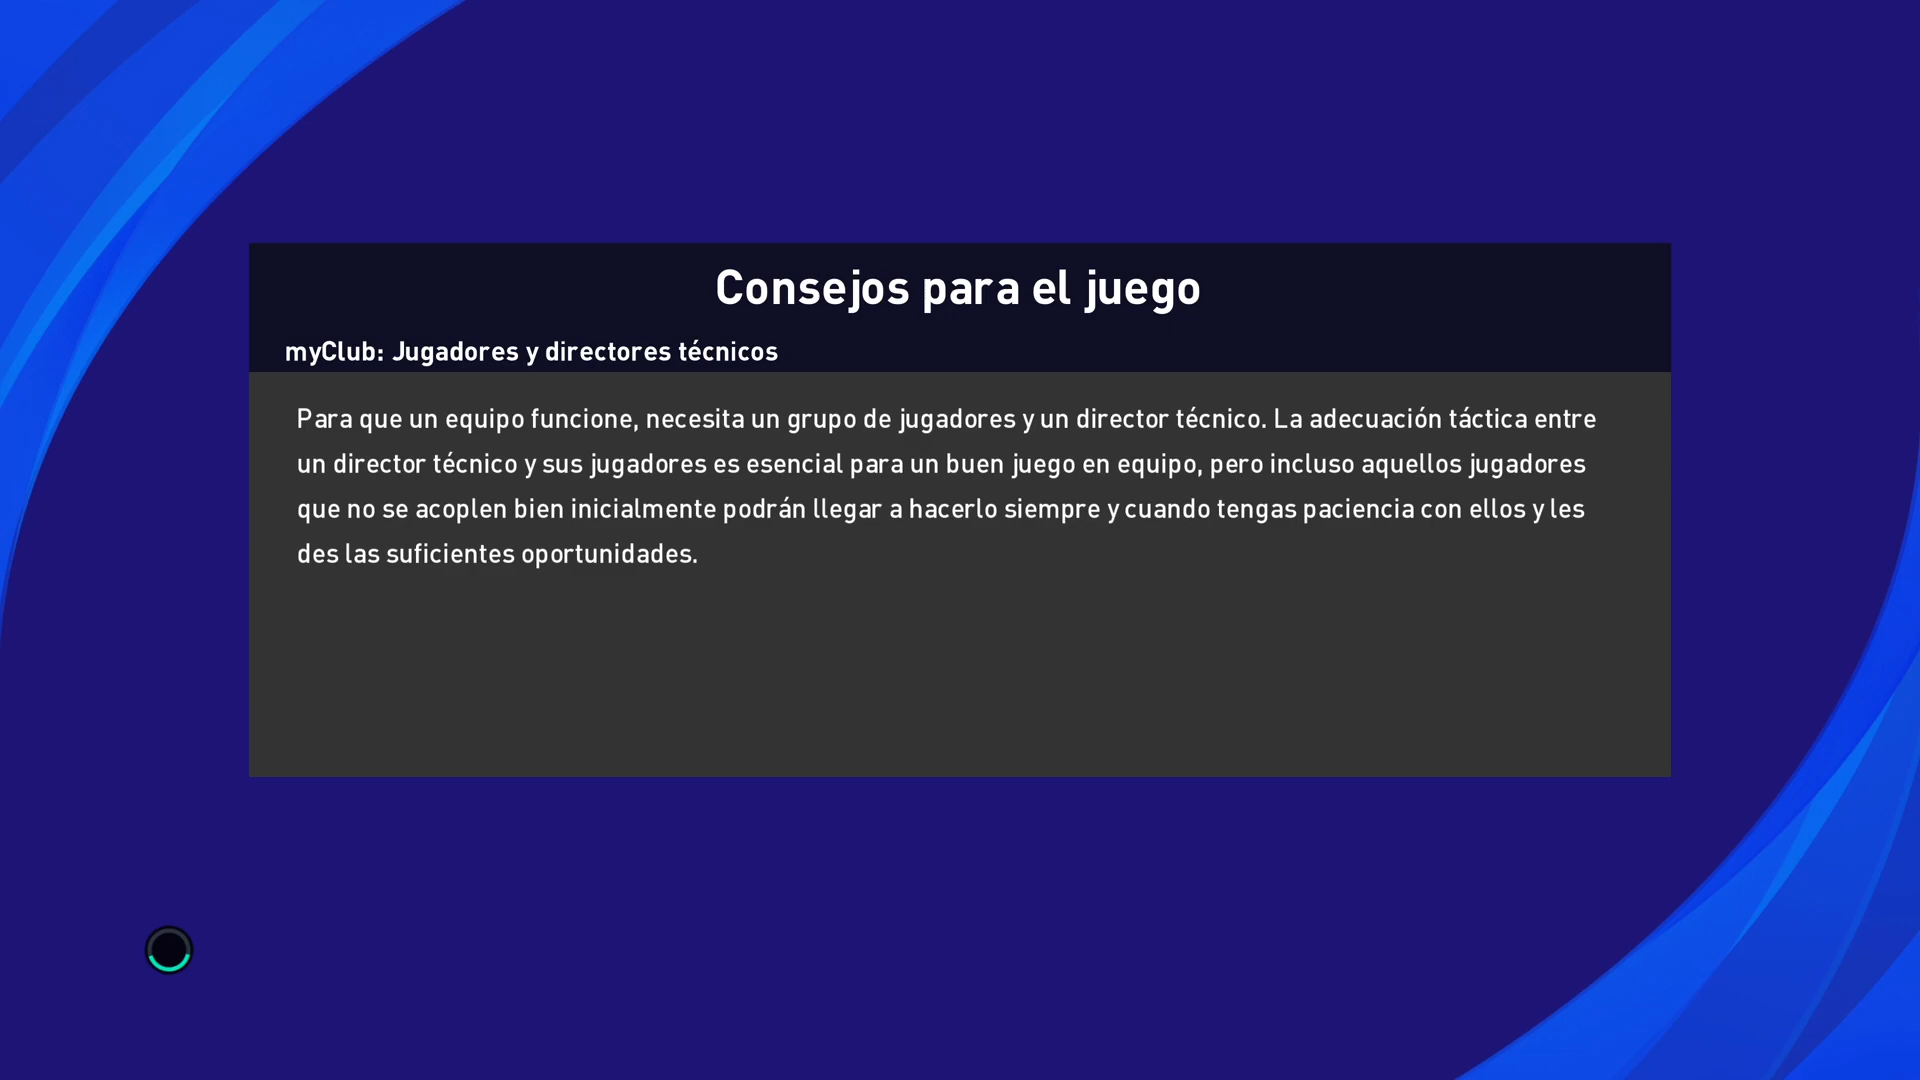 Consejos para el juego
myClub: Jugadores y directores técnicos
Para que un equipo funcione, necesita un grupo de jugadores y un director técnico. La adecuación táctica entre
un director técnico y sus jugadores es esencial para un buen juego en equipo, pero incluso aquellos jugadores
que no se acoplen bien inicialmente podrán llegar a hacerlo siempre y cuando tengas paciencia con ellos y les
des las suficientes oportunidades.